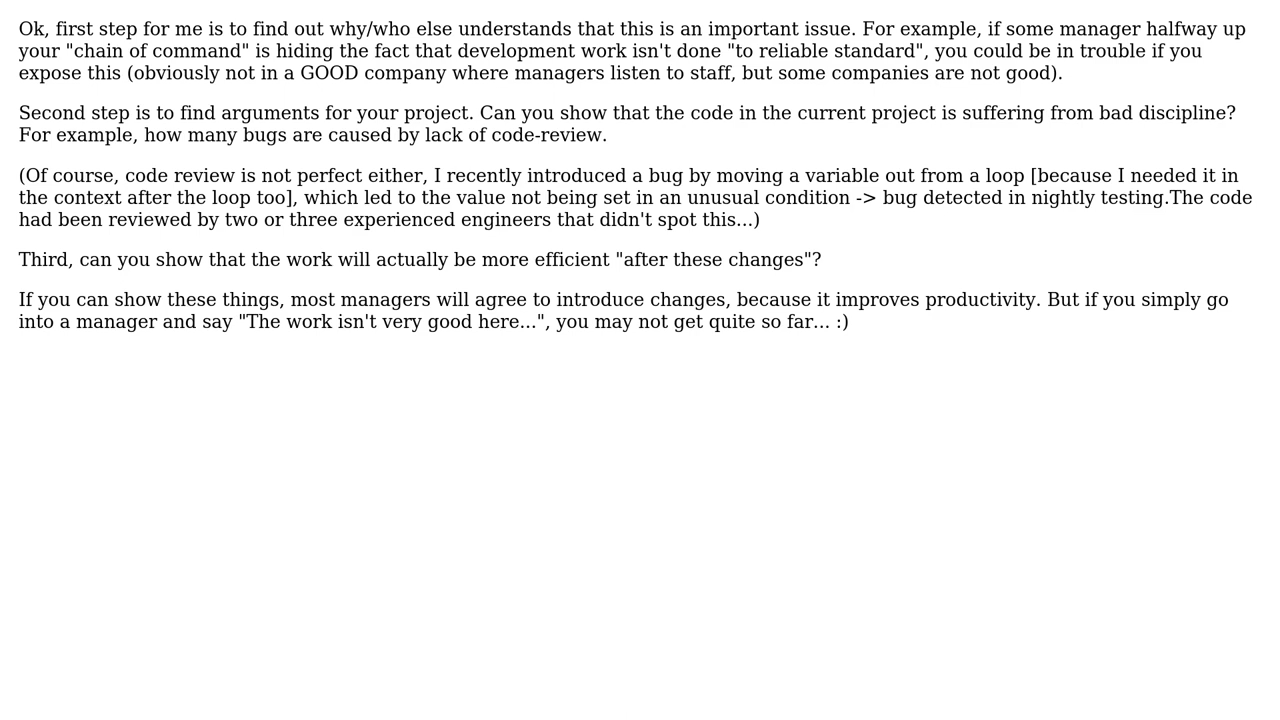 Ok, first step for me is to find out why/who else understands that this is an important issue. For example, if some manager halfway up
your "chain of command" is hiding the fact that development work isn't done "to reliable standard", you could be in trouble if you
expose this (obviously not in a GOOD company where managers listen to staff, but some companies are not good).
Second step is to find arguments for your project. Can you show that the code in the current project is suffering from bad discipline?
For example, how many bugs are caused by lack of code-review.
(Of course, code review is not perfect either, I recently introduced a bug by moving a variable out from a loop [because I needed it in
the context after the loop too], which led to the value not being set in an unusual condition -> bug detected in nightly testing.The code
had been reviewed by two or three experienced engineers that didn't spot this...)
Third, can you show that the work will actually be more efficient "after these changes"?
If you can show these things, most managers will agree to introduce changes, because it improves productivity. But if you simply go
into a manager and say "The work isn't very good here...", you may not get quite so far... :)